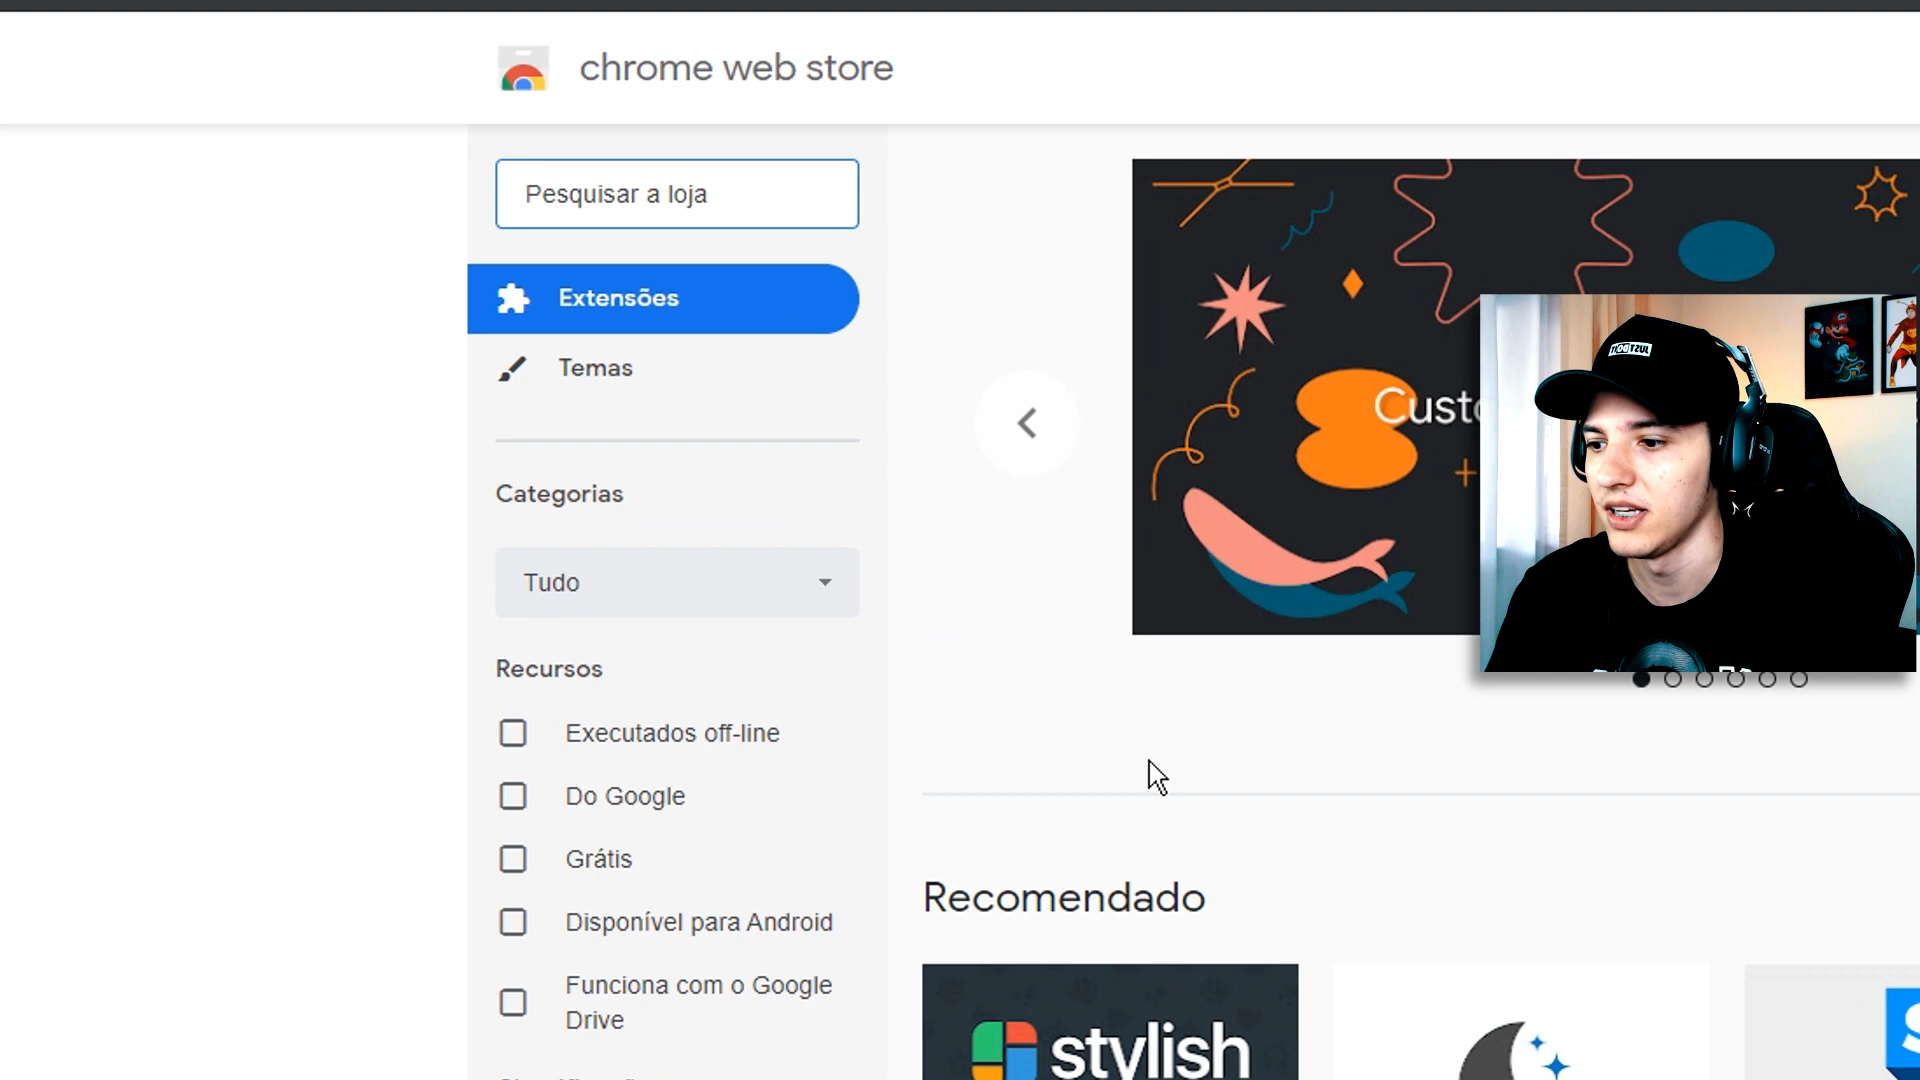 chrome web store
Pesquisar a loja
Extensões
Temas
Categorias
Tudo
Recursos
Executados off-line
Do Google
Grátis
Disponível para Android
Funciona com o Google
Drive
Recomendado
stylish